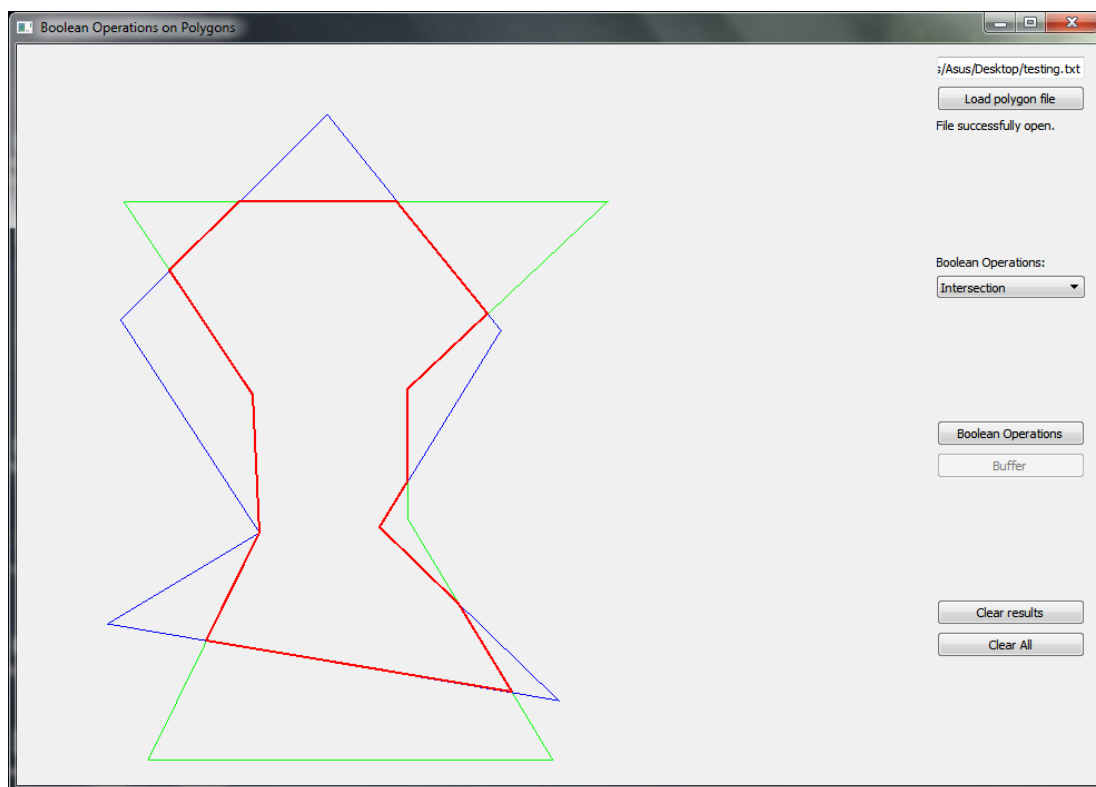 Boolean Operations on Polygons
s/Asus/Desktop/testing.txt
Load polygon file
File successfully open.
Boolean Operations:
Intersection
Boolean Operations
Buffer
Clear results
Clear All